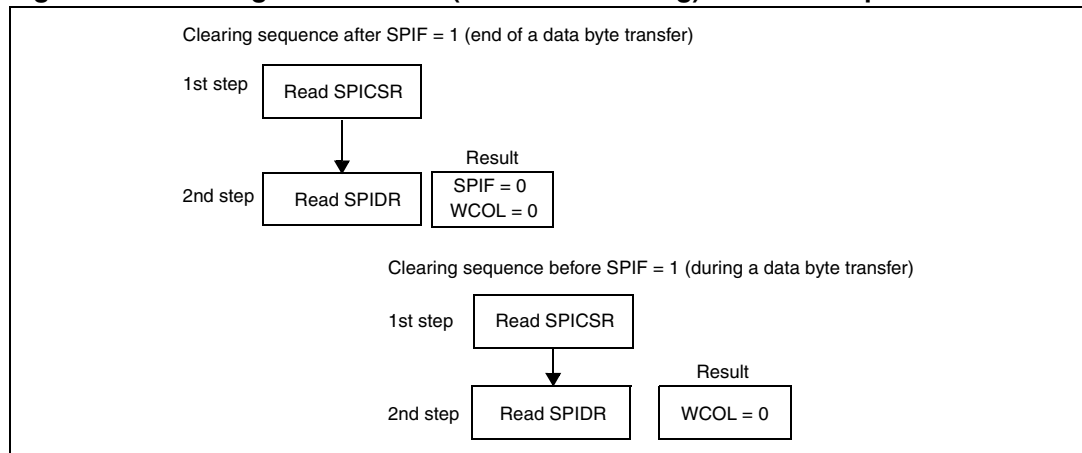 Clearing sequence after SPIF = 1 (end of a data byte transfer)
1st step
Read SPICSR
Result
2nd step
Read SPIDR
SPIF = 0
WCOL = 0
Clearing sequence before SPIF = 1 (during a data byte transfer)
1st step
Read SPICSR
Result
2nd step
Read SPIDR
WCOL = 0